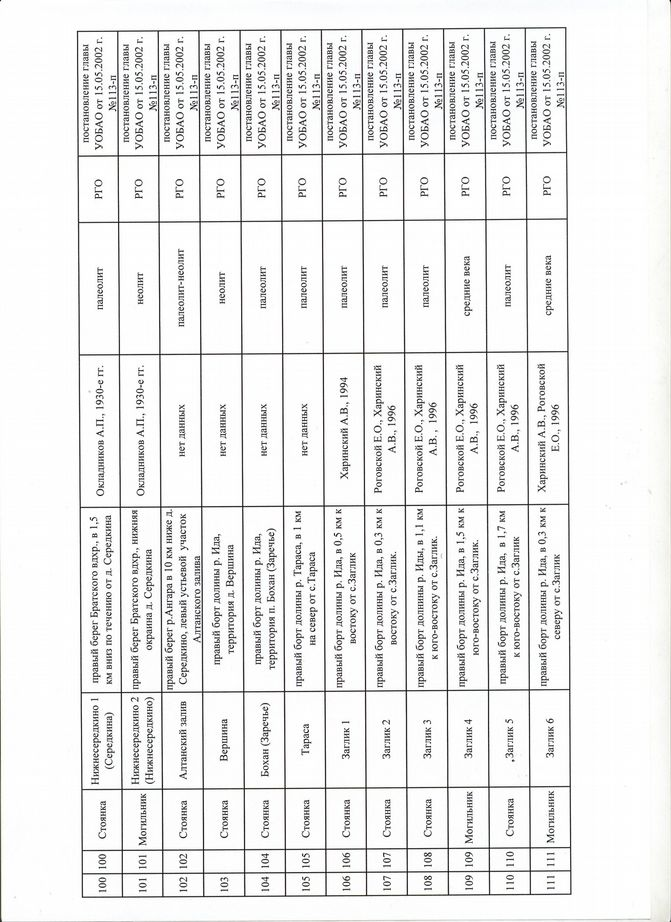 100 100 Стоянка Нижнесередкино 1 правый берег Братского вдхр., в 1,5 Окладников А.П., 1930-е гг. палеолит РГО постановление главы
(Середкина) км вниз по течению от д. Середкина УОБАО от 15.05.2002 г.
№113-п
101 101 Могильник Нижнесередкино 2 правый берег Братского вдхр., нижняя Окладников А.П., 1930-е гг. неолит РГО постановление главы
(Нижнесередкино) окраина д. Середкина УОБАО от 15.05.2002 г.
№113-п
102 102 Стоянка Алтанский залив правый берег р.Ангара в 10 км ниже д. нет данных палеолит-неолит РГО постановление главы
Середкино, левый устьевой участок УОБАО от 15.05.2002 г.
Алтанского залива №113-п
103 Стоянка Вершина правый борт долины р. Ида, нет данных неолит РГО постановление главы
территория д. Вершина УОБАО от 15.05.2002 г.
№113-п
104 104 Стоянка Бохан (Заречье) правый борт долины р. Ида, нет данных палеолит РГО постановление главы
территория п. Бохан (Заречье) УОБАО от 15.05.2002 г.
№113-п
105 105 Стоянка Тараса правый борт долины р. Тараса, в 1 км нет данных палеолит РГО постановление главы
на север от с.Тараса УОБАО от 15.05.2002 г.
№113-п
106 106 Стоянка Заглик 1 правый борт долины р. Ида, в 0,5 км к Харинский А.В., 1994 палеолит РГО постановление главы
востоку от с.Заглик УОБАО от 15.05.2002 г.
№113-п
107 107 Стоянка Заглик 2 правый борт долины р. Ида, в 0,3 км к Роговской Е.О., Харинский палеолит РГО постановление главы
востоку от с.Заглик. А.В., 1996 УОБАО от 15.05.2002 г.
№113-п
108 108 Стоянка Заглик 3 правый борт долины р. Иды, в 1,1 км Роговской Е.О., Харинский палеолит РГО постановление главы
к юго-востоку от с.Заглик. А.В. , 1996 УОБАО от 15.05.2002 г.
№113-п
109 109 Могильник Заглик 4 правый борт долины р. Ида, в 1,5 км к Роговской Е.О., Харинский средние века РГО постановление главы
юго-востоку от с.Заглик. А.В., 1996 УОБАО от 15.05.2002 г.
№113-п
110 110 Стоянка Заглик 5 правый борт долины р. Ида, в 1,7 км Роговской Е.О., Харинский палеолит РГО постановление главы
к юго-востоку от с.Заглик А.В., 1996 УОБАО от 15.05.2002 г.
№113-п
111 111 Могильник Заглик 6 правый борт долины р. Ида, в 0,3 км к Харинский А.В., Роговской средние века РГО постановление главы
северу от с.Заглик Е.О., 1996 УОБАО от 15.05.2002 г.
№113-п